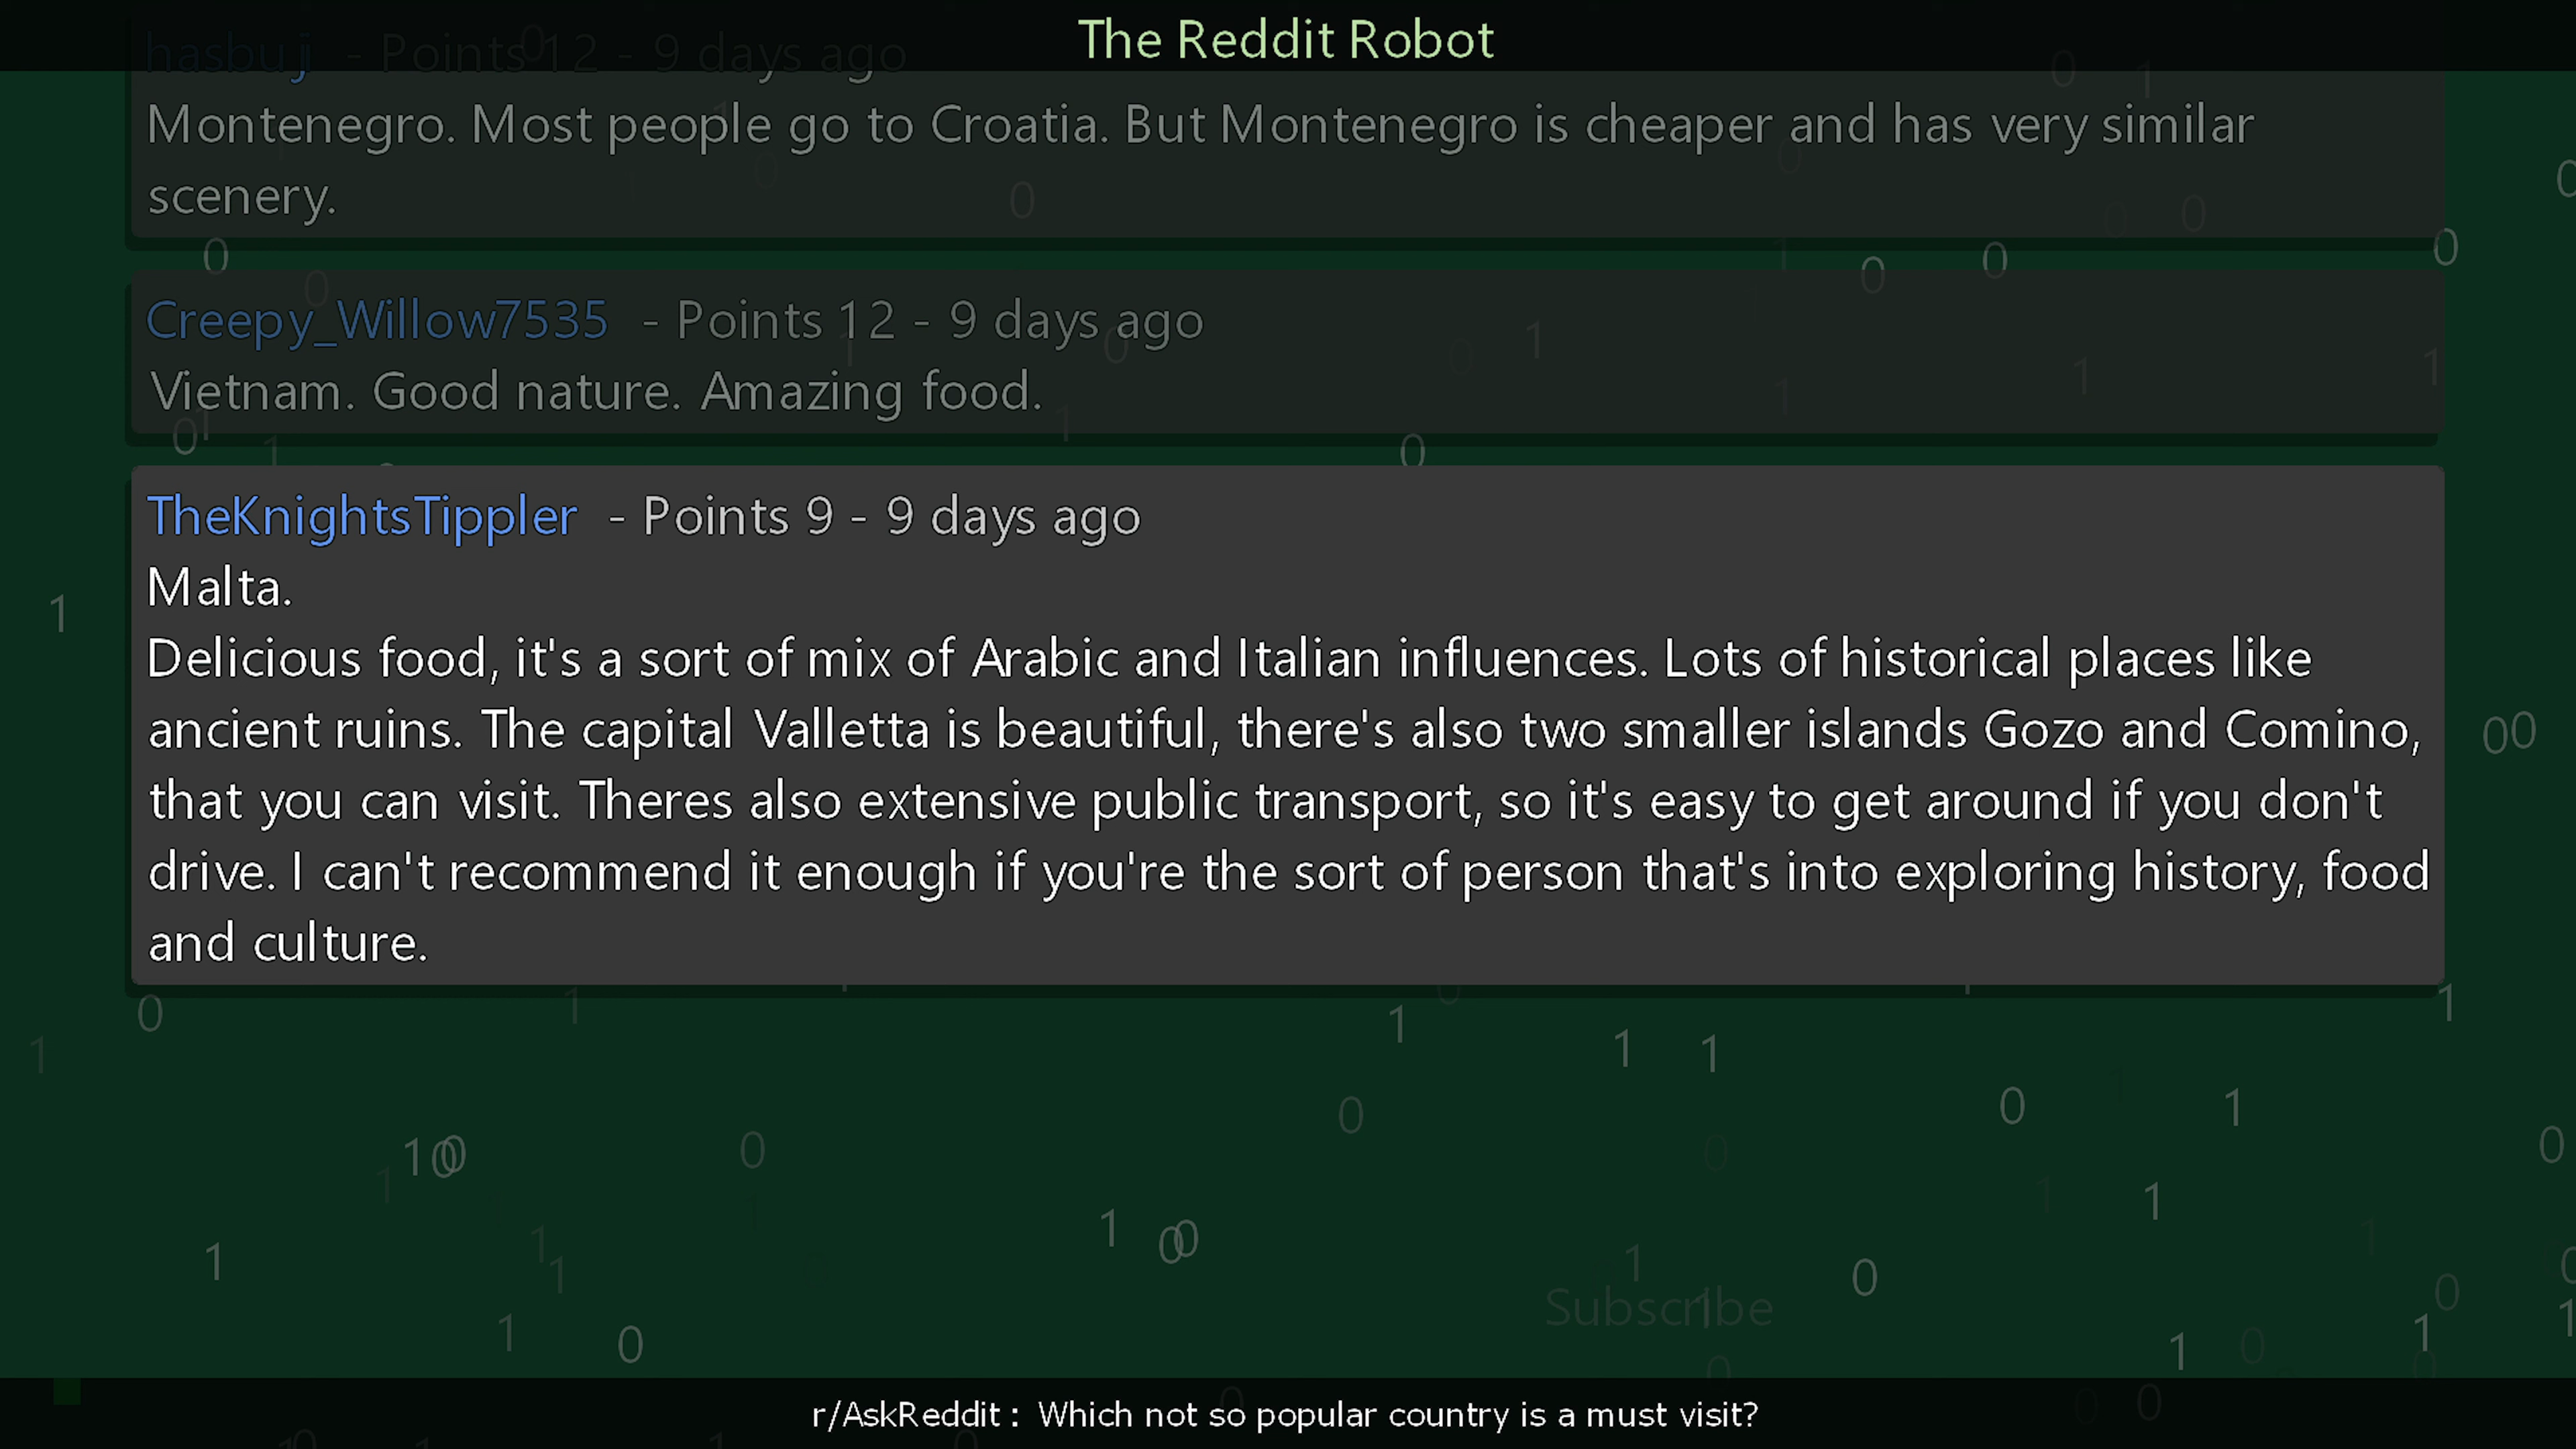 The Reddit Robot
hasbuji - Points 12 - 9 days ago
Montenegro. Most people go to Croatia. But Montenegro is cheaper and has very similar
scenery.
Creepy_Willow7535 - Points 12 - 9 days ago
Vietnam. Good nature. Amazing food.
TheKnightsTippler - Points 9 - 9 days ago
Malta.
Delicious food, it's a sort of mix of Arabic and Italian influences. Lots of historical places like
ancient ruins. The capital Valletta is beautiful, there's also two smaller islands Gozo and Comino,
that you can visit. Theres also extensive public transport, so it's easy to get around if you don't
drive. I can't recommend it enough if you're the sort of person that's into exploring history, food
and culture.
Subscribe
r/AskReddit : Which not so popular country is a must visit?